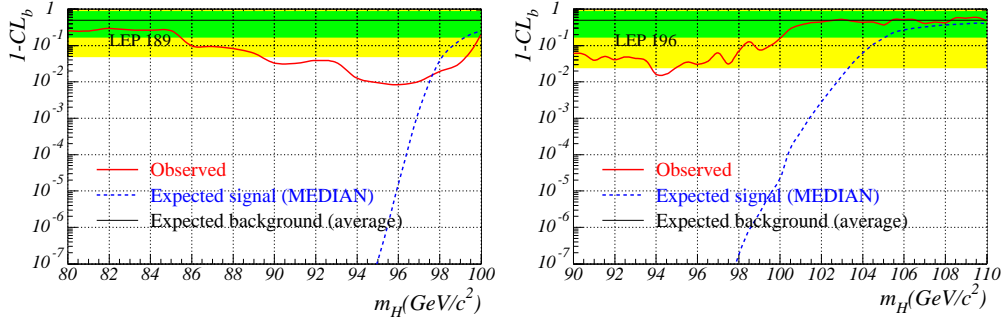 1-CL_b
1
10^-1
10^-2
10^-3
10^-4
10^-5
10^-6
10^-7
LEP 189
Observed
Expected signal (MEDIAN)
Expected background (average)
80 82 84 86 88 90 92 94 96 98 100
m_H(GeV/c^2)
1-CL_b
1
10^-1
10^-2
10^-3
10^-4
10^-5
10^-6
10^-7
LEP 196
Observed
Expected signal (MEDIAN)
Expected background (average)
90 92 94 96 98 100 102 104 106 108 110
m_H(GeV/c^2)